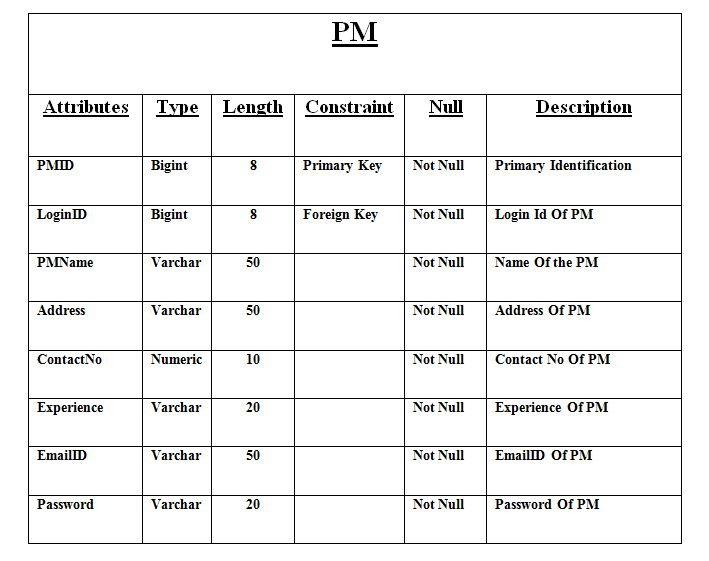 PM
Attributes Type Length Constraint Null Description
PMID Bigint 8 Primary Key Not Null Primary Identification
LoginID Bigint 8 Foreign Key Not Null Login Id Of PM
PMName Varchar 50 Not Null Name Of the PM
Address Varchar 50 Not Null Address Of PM
ContactNo Numeric 10 Not Null Contact No Of PM
Experience Varchar 20 Not Null Experience Of PM
EmailID Varchar 50 Not Null EmailID Of PM
Password Varchar 20 Not Null Password Of PM